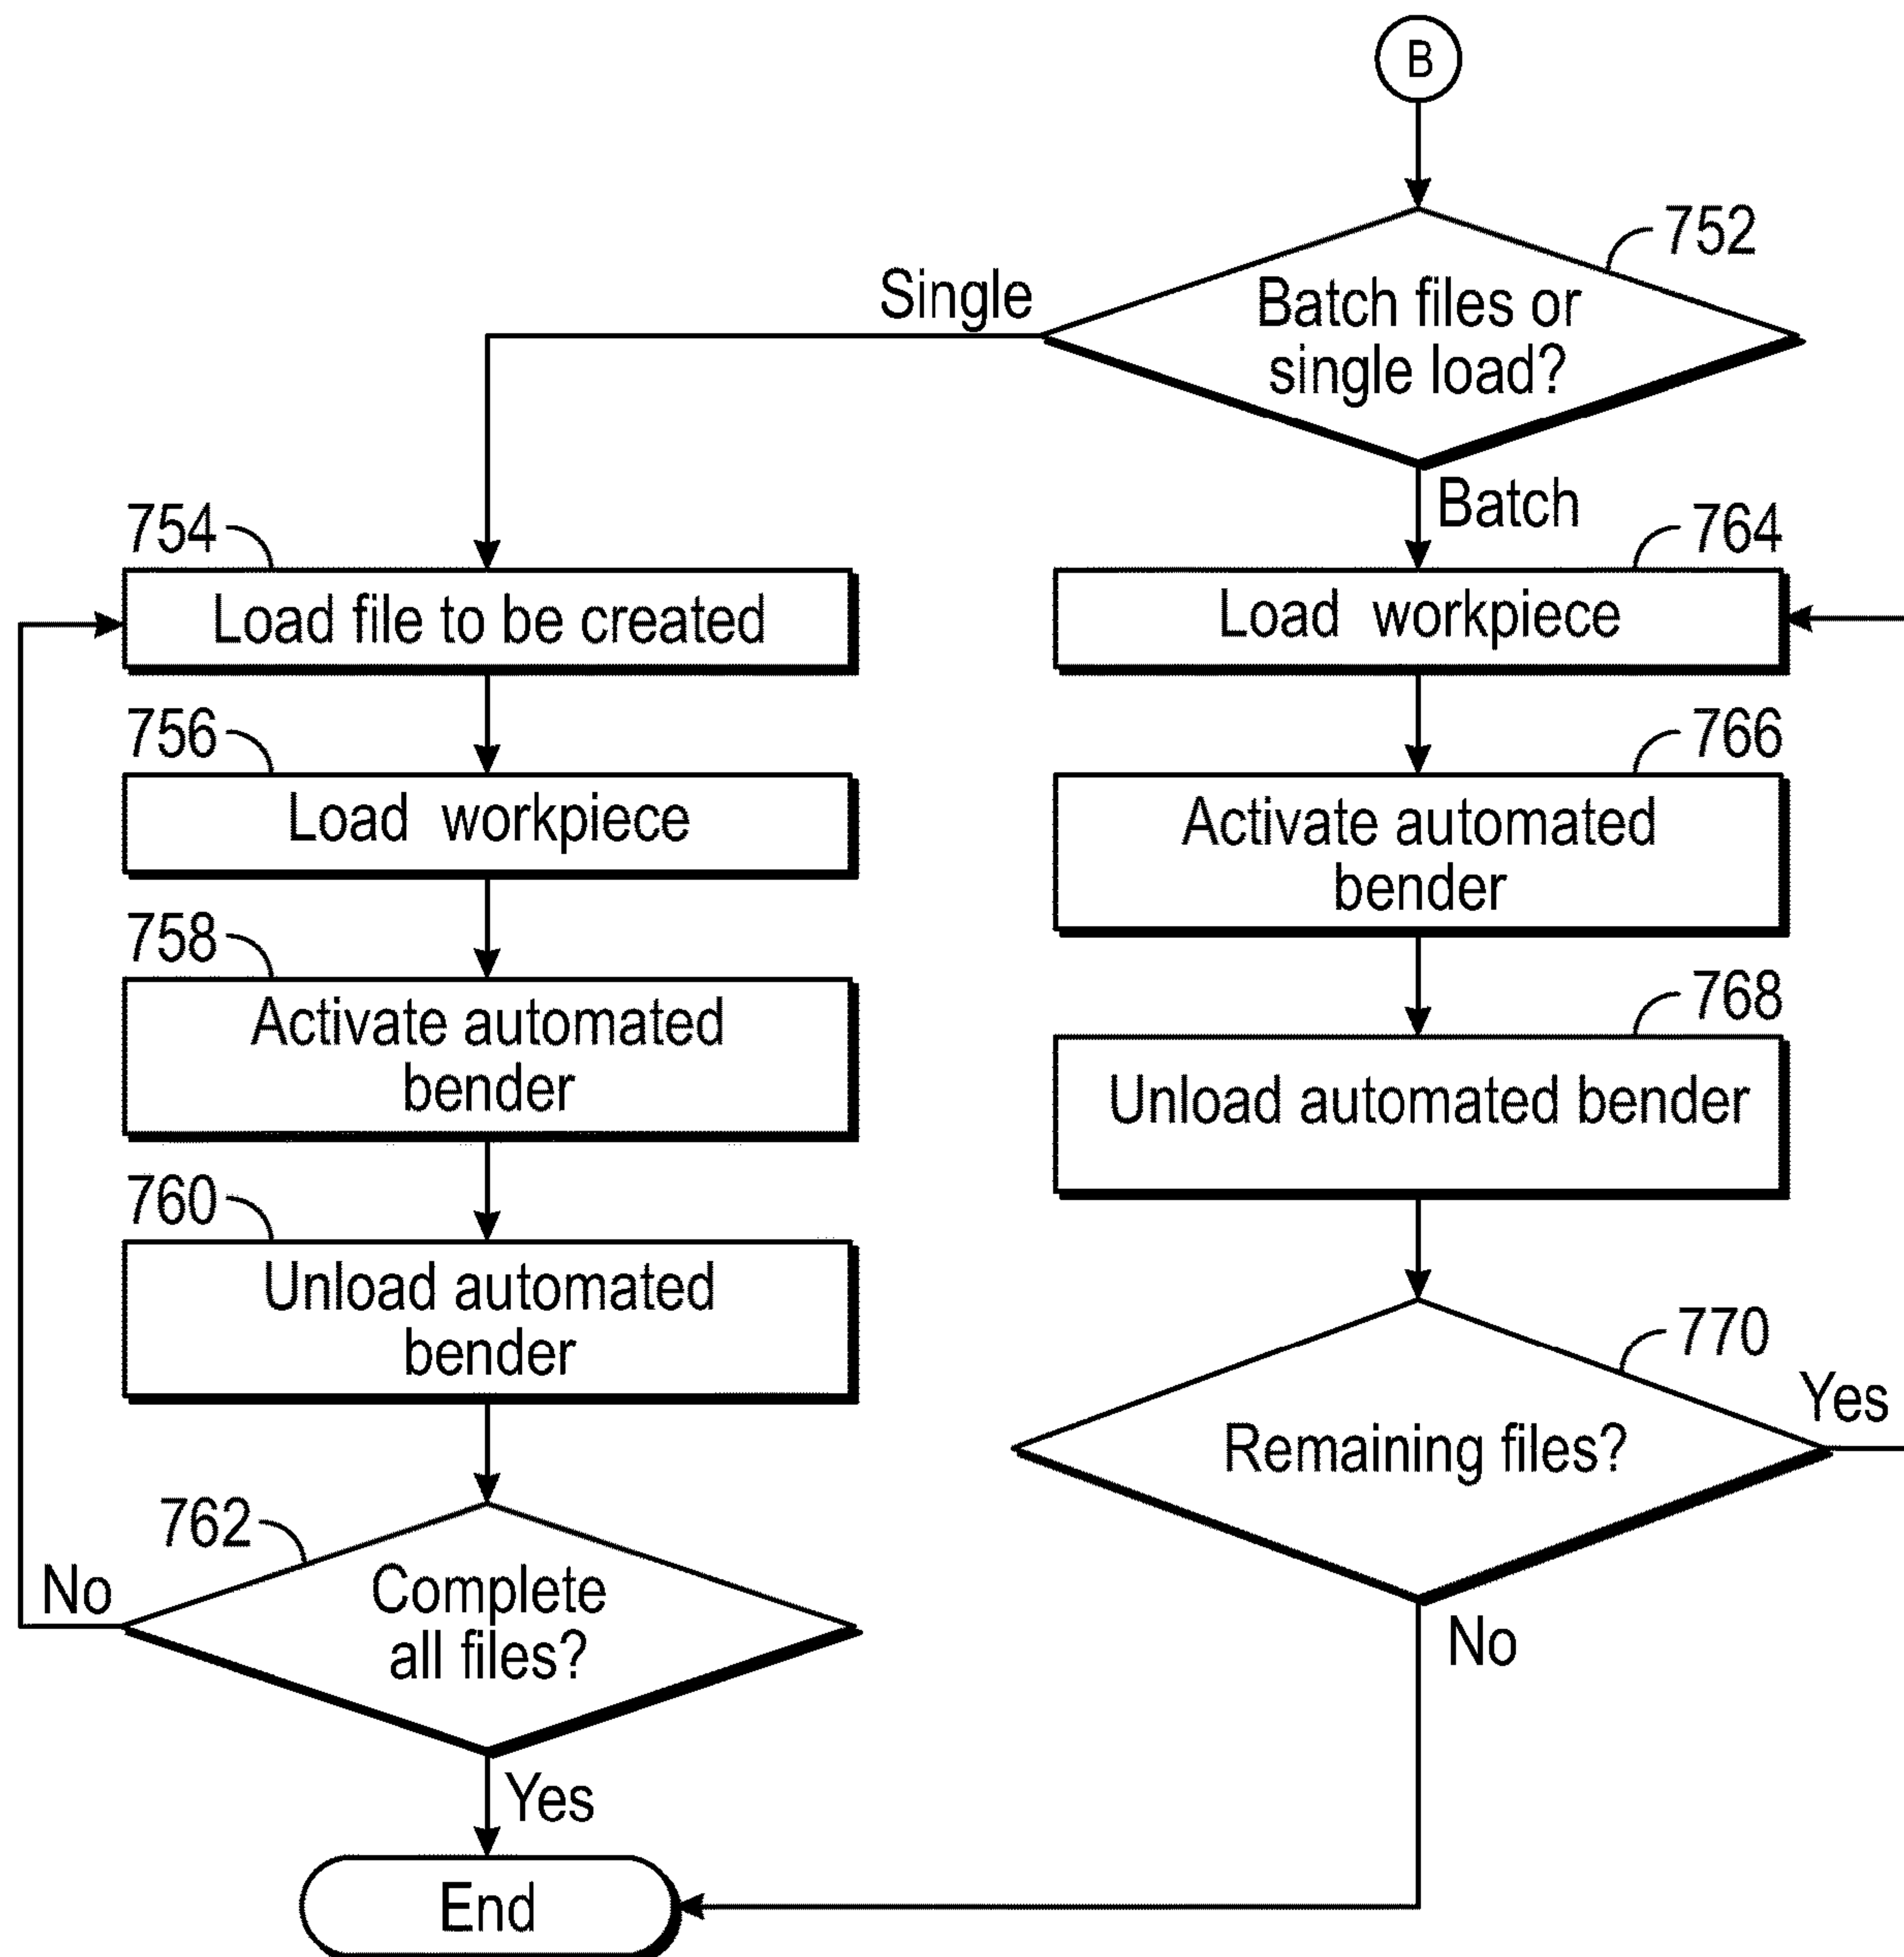 B
752
Batch files or
single load?
Single
Batch
754
Load file to be created
756
Load workpiece
758
Activate automated
bender
760
Unload automated
bender
762
Complete
all files?
No
Yes
End
764
Load workpiece
766
Activate automated
bender
768
Unload automated bender
770
Remaining files?
Yes
No